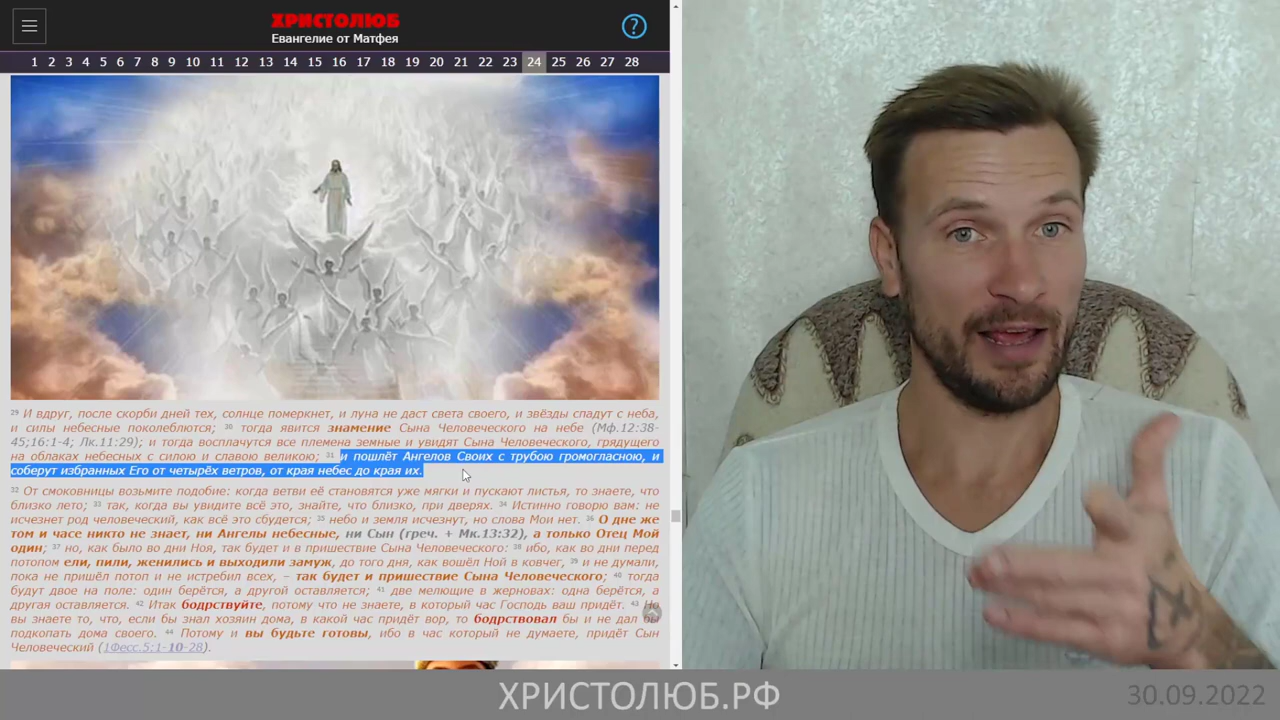 ХРИСТОЛЮБ
Евангелие от Матфея
1 2 3 4 5 6 7 8 9 10 11 12 13 14 15 16 17 18 19 20 21 22 23 24 25 26 27 28
29 И вдруг, после скорби дней тех, солнце померкнет, и луна не даст света своего, и звёзды спадут с неба,
и силы небесные поколеблются; 30 тогда явится знамение Сына Человеческого на небе (Мф.12:38-
45;16:1-4; Лк.11:29); и тогда восплачутся все племена земные и увидят Сына Человеческого, грядущего
на облаках небесных с силою и славою великою; 31 и пошлёт Ангелов Своих с трубою громогласною, и
соберут избранных Его от четырёх ветров, от края небес до края их.
32 От смоковницы возьмите подобие: когда ветви её становятся уже мягки и пускают листья, то знаете, что
близко лето; 33 так, когда вы увидите всё это, знайте, что близко, при дверях. 34 Истинно говорю вам: не
исчезнет род человеческий, как всё это сбудется; 35 небо и земля исчезнут, но слова Мои нет. 36 О дне же
том и часе никто не знает, ни Ангелы небесные, ни Сын (греч. + Мк.13:32), а только Отец Мой
один; 37 но, как было во дни Ноя, так будет и в пришествие Сына Человеческого: 38 ибо, как во дни перед
потопом ели, пили, женились и выходили замуж, до того дня, как вошёл Ной в ковчег, 39 и не думали,
пока не пришёл потоп и не истребил всех, – так будет и пришествие Сына Человеческого; 40 тогда
будут двое на поле: один берётся, а другой оставляется; 41 две мелющие в жерновах: одна берётся, а
другая оставляется. 42 Итак бодрствуйте, потому что не знаете, в который час Господь ваш придёт. 43 Но
вы знаете то, что, если бы знал хозяин дома, в какой час придёт вор, то бодрствовал бы и не дал бы
подкопать дома своего. 44 Потому и вы будьте готовы, ибо в час который не думаете, придёт Сын
Человеческий (1Фесс.5:1-10-28).
ХРИСТОЛЮБ.РФ
30.09.2022